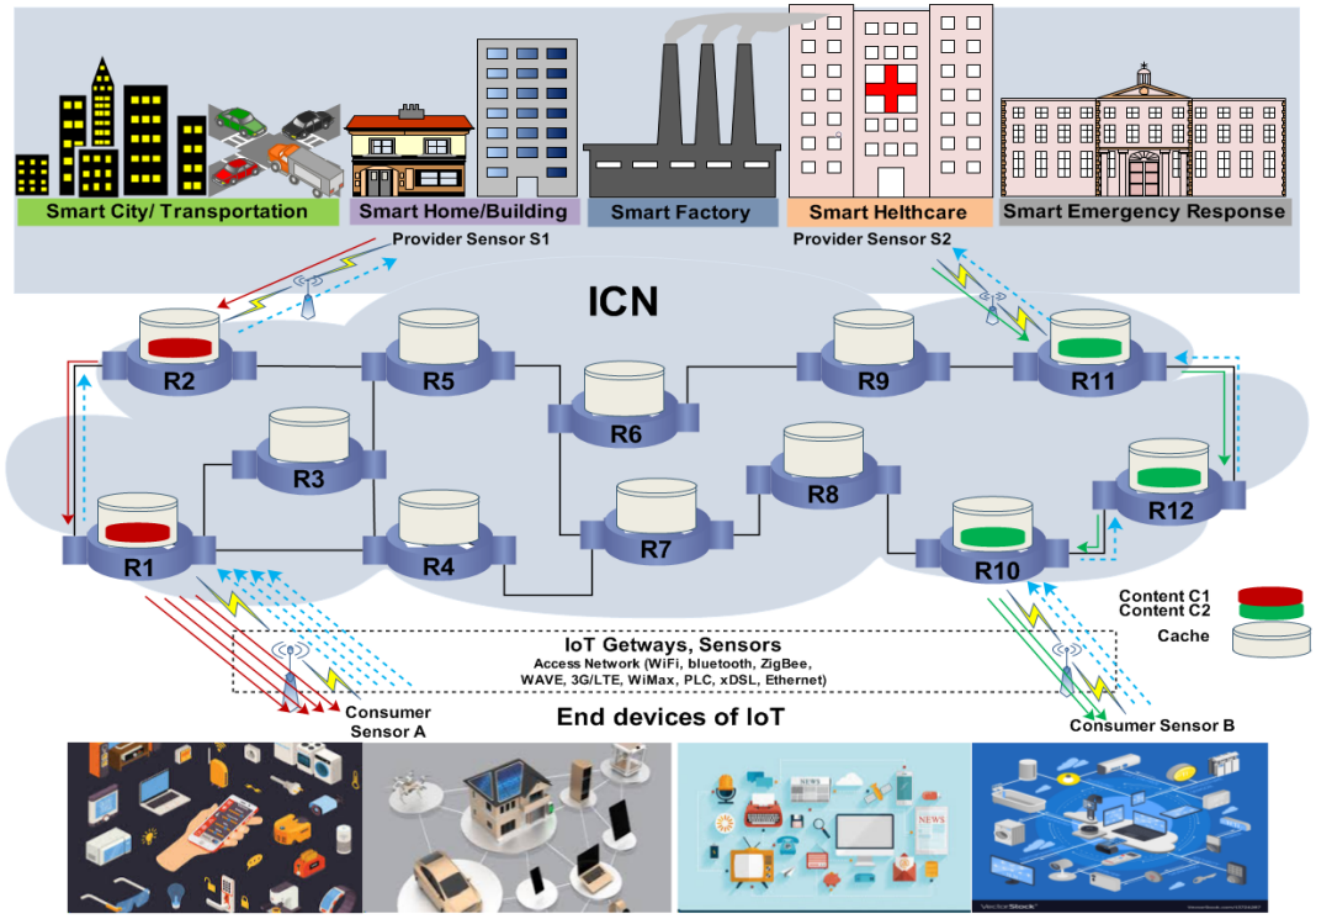 Smart City/ Transportation
Smart Home/Building
Smart Factory
Smart Helthcare
Smart Emergency Response
Provider Sensor S1
Provider Sensor S2
ICN
R2
R5
R6
R9
R11
R3
R8
R12
R1
R4
R7
R10
Content C1
Content C2
Cache
IoT Getways, Sensors
Access Network (WiFi, bluetooth, ZigBee,
WAVE, 3G/LTE, WiMax, PLC, xDSL, Ethernet)
Consumer
Sensor A
End devices of IoT
Consumer Sensor B
NEWS
NEWS
VectorStock